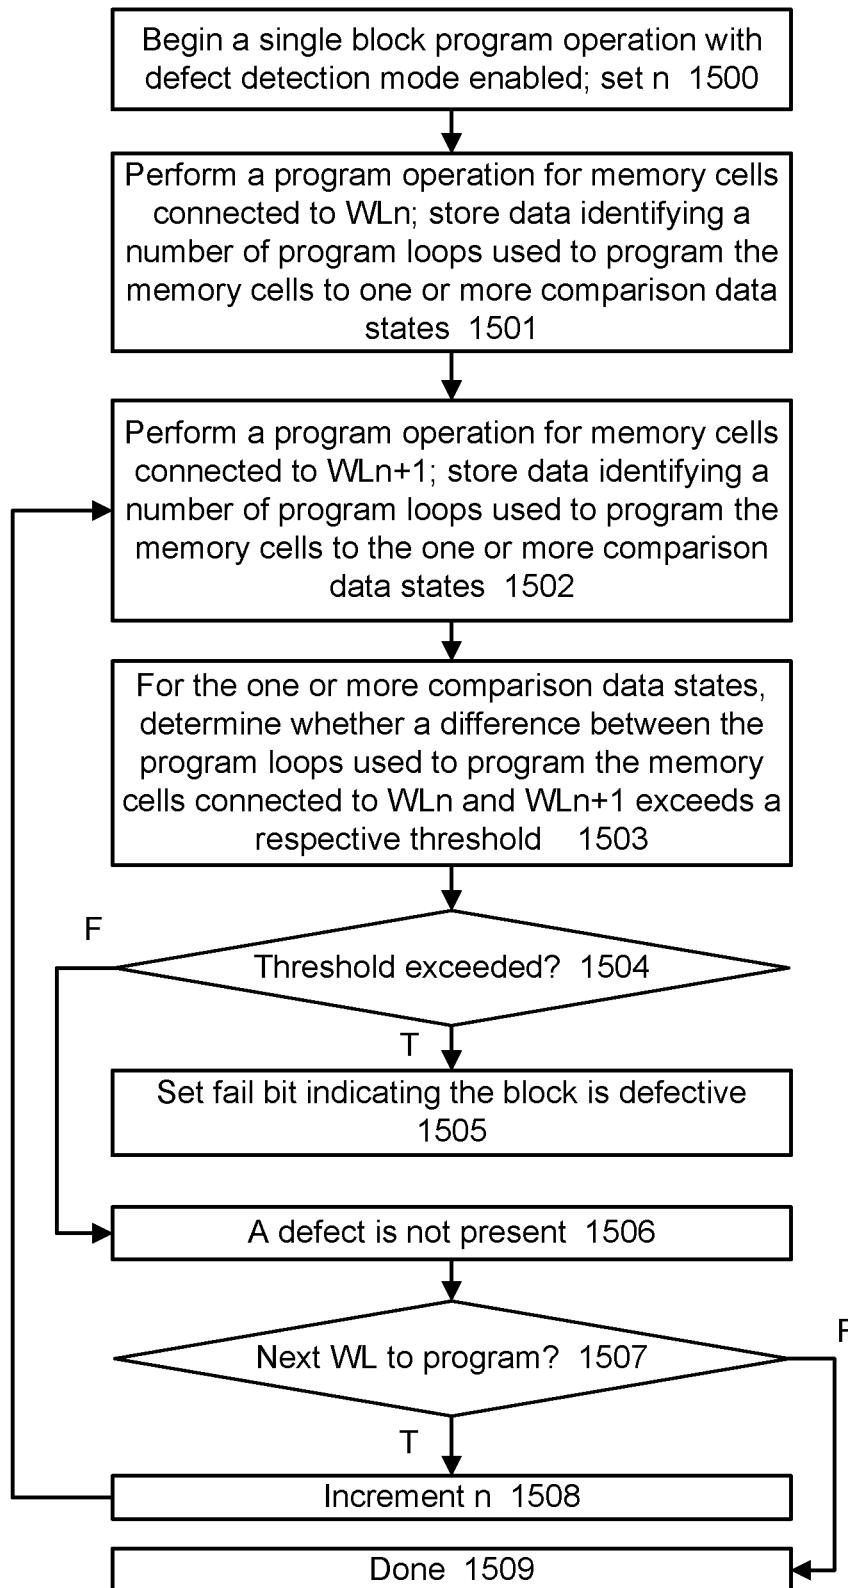 Begin a single block program operation with
defect detection mode enabled; set n 1500
Perform a program operation for memory cells
connected to WLn; store data identifying a
number of program loops used to program the
memory cells to one or more comparison data
states 1501
Perform a program operation for memory cells
connected to WLn+1; store data identifying a
number of program loops used to program the
memory cells to the one or more comparison
data states 1502
For the one or more comparison data states,
determine whether a difference between the
program loops used to program the memory
cells connected to WLn and WLn+1 exceeds a
respective threshold 1503
F
Threshold exceeded? 1504
T
Set fail bit indicating the block is defective
1505
A defect is not present 1506
Next WL to program? 1507
T
Increment n 1508
Done 1509